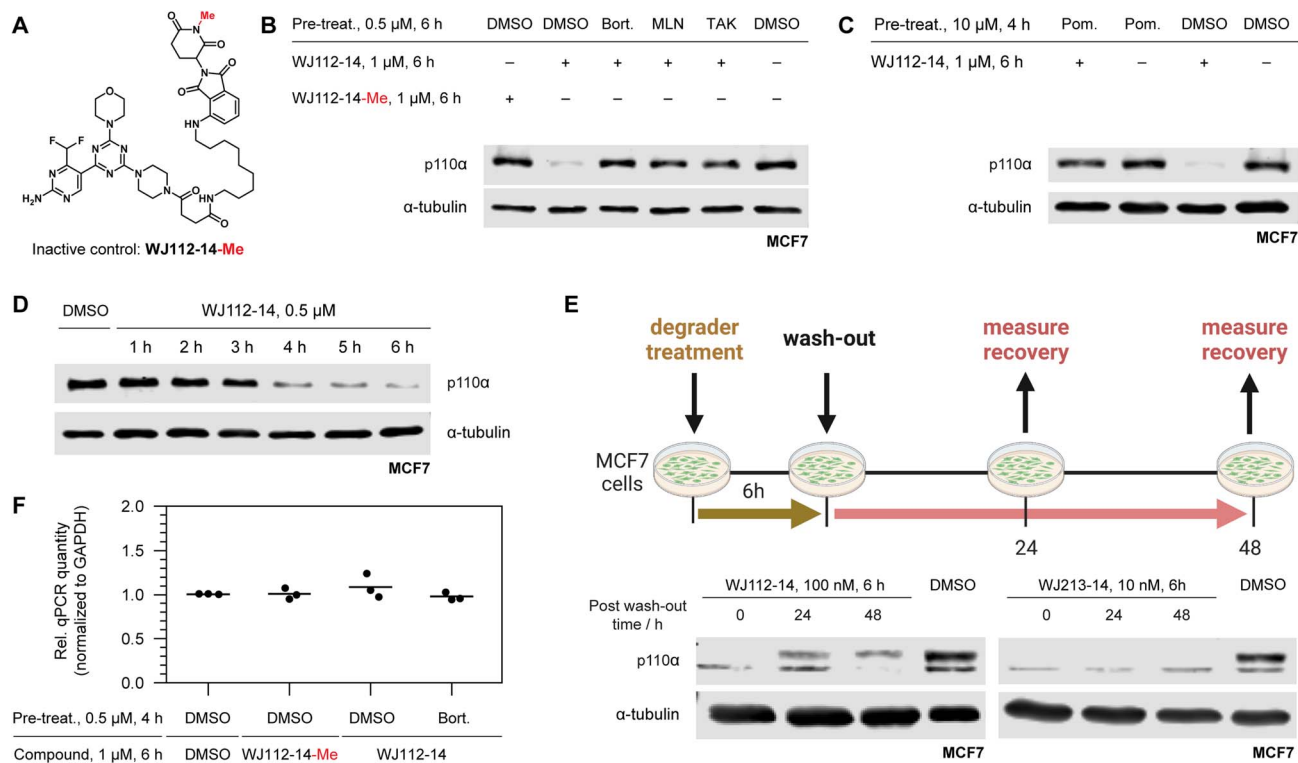 A
N
Me
O
O
N
O
O
NH
O
N
F
F
N
N
N
N
N
N
H₂N
N
O
HN
O
Inactive control: WJ112-14-Me
B
Pre-treat., 0.5 μM, 6 h DMSO DMSO Bort. MLN TAK DMSO
WJ112-14, 1 μM, 6 h – + + + + –
WJ112-14-Me, 1 μM, 6 h + – – – – –
p110α
α-tubulin
MCF7
C
Pre-treat., 10 μM, 4 h Pom. Pom. DMSO DMSO
WJ112-14, 1 μM, 6 h + – + –
p110α
α-tubulin
MCF7
D
DMSO WJ112-14, 0.5 μM
1 h 2 h 3 h 4 h 5 h 6 h
p110α
α-tubulin
MCF7
E
degrader
treatment
wash-out
measure
recovery
measure
recovery
MCF7
cells
6h
24
48
WJ112-14, 100 nM, 6 h DMSO WJ213-14, 10 nM, 6h DMSO
Post wash-out
time / h
0 24 48 0 24 48
p110α
α-tubulin
MCF7 MCF7
F
Rel. qPCR quantity
(normalized to GAPDH)
2.0
1.5
1.0
0.5
0.0
Pre-treat., 0.5 μM, 4 h DMSO DMSO DMSO Bort.
Compound, 1 μM, 6 h DMSO WJ112-14-Me WJ112-14